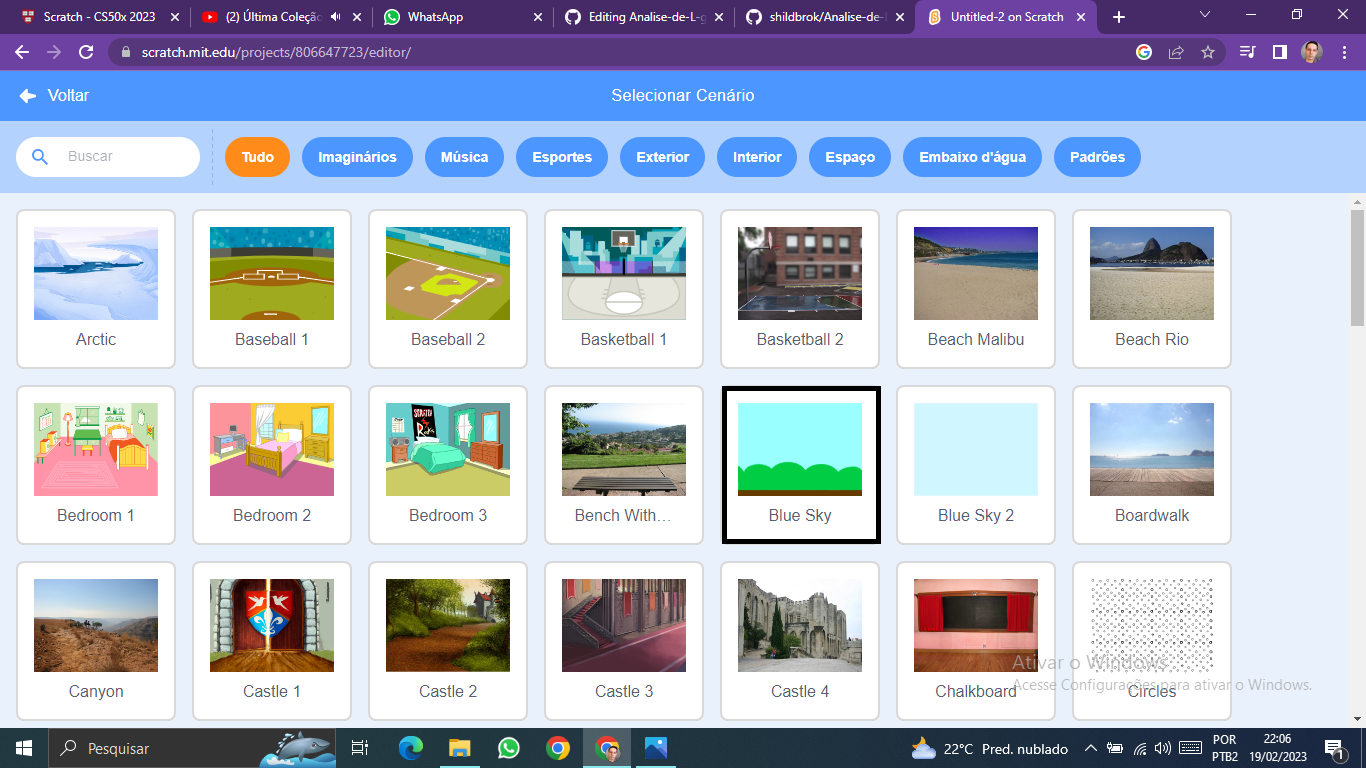 Scratch - CS50x 2023
(2) Última Coleçã
WhatsApp
Editing Analise-de-L-g
shildbrok/Analise-de-
Untitled-2 on Scratch
scratch.mit.edu/projects/806647723/editor/
Voltar
Selecionar Cenário
Buscar
Tudo
Imaginários
Música
Esportes
Exterior
Interior
Espaço
Embaixo d'água
Padrões
Arctic
Baseball 1
Baseball 2
Basketball 1
Basketball 2
Beach Malibu
Beach Rio
Bedroom 1
Bedroom 2
Bedroom 3
Bench With...
Blue Sky
Blue Sky 2
Boardwalk
Canyon
Castle 1
Castle 2
Castle 3
Castle 4
Chalkboard
Circles
Ativar o Windows
Acesse Configurações para ativar o Windows.
Pesquisar
22°C Pred. nublado
POR
PTB2
22:06
19/02/2023
1